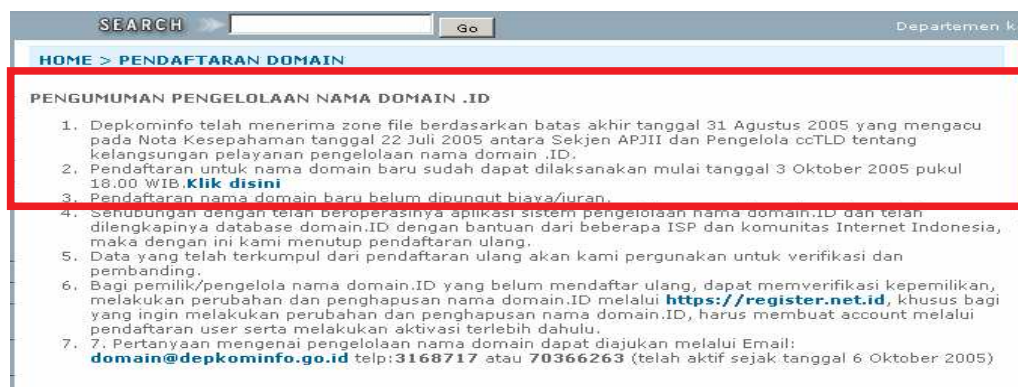 SEARCH
Go
Departemen k
HOME > PENDAFTARAN DOMAIN
PENGUMUMAN PENGELOLAAN NAMA DOMAIN .ID
1. Depkominfo telah menerima zone file berdasarkan batas akhir tanggal 31 Agustus 2005 yang mengacu
pada Nota Kesepahaman tanggal 22 Juli 2005 antara Sekjen APJII dan Pengelola ccTLD tentang
kelangsungan pelayanan pengelolaan nama domain .ID.
2. Pendaftaran untuk nama domain baru sudah dapat dilaksanakan mulai tanggal 3 Oktober 2005 pukul
18.00 WIB.Klik disini
3. Pendaftaran nama domain baru belum dipungut biaya/iuran.
4. Sehubungan dengan telah beroperasinya aplikasi sistem pengelolaan nama domain.ID dan telah
dilengkapinya database domain.ID dengan bantuan dari beberapa ISP dan komunitas Internet Indonesia,
maka dengan ini kami menutup pendaftaran ulang.
5. Data yang telah terkumpul dari pendaftaran ulang akan kami pergunakan untuk verifikasi dan
pembanding.
6. Bagi pemilik/pengelola nama domain.ID yang belum mendaftar ulang, dapat memverifikasi kepemilikan,
melakukan perubahan dan penghapusan nama domain.ID melalui https://register.net.id, khusus bagi
yang ingin melakukan perubahan dan penghapusan nama domain.ID, harus membuat account melalui
pendaftaran user serta melakukan aktivasi terlebih dahulu.
7. 7. Pertanyaan mengenai pengelolaan nama domain dapat diajukan melalui Email:
domain@depkominfo.go.id telp:3168717 atau 70366263 (telah aktif sejak tanggal 6 Oktober 2005)